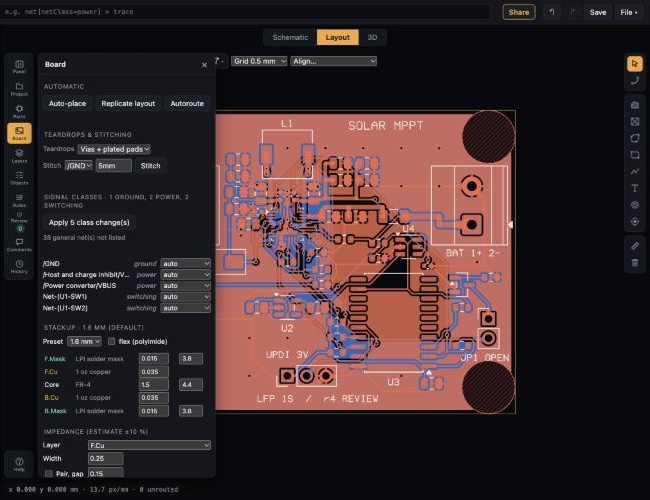 e.g. net[netClass=power] > trace
Share
Save
File
Schematic
Layout
3D
Panel
Project
Parts
Board
Layers
Objects
Rules
Review
0
Comments
History
Help
Board
×
Grid 0.5 mm
Align...
AUTOMATIC
Auto-place
Replicate layout
Autoroute
TEARDROPS & STITCHING
Teardrops
Vias + plated pads
Stitch
/GND
5mm
Stitch
SIGNAL CLASSES · 1 GROUND, 2 POWER, 2
SWITCHING
Apply 5 class change(s)
38 general net(s) not listed
/GND ground auto
/Host and charge inhibit/V... power auto
/Power converter/VBUS power auto
Net-(U1-SW1) switching auto
Net-(U1-SW2) switching auto
STACKUP · 1.6 MM (DEFAULT)
Preset 1.6 mm flex (polyimide)
F.Mask LPI solder mask 0.015 3.8
F.Cu 1 oz copper 0.035
Core FR-4 1.5 4.4
B.Cu 1 oz copper 0.035
B.Mask LPI solder mask 0.015 3.8
IMPEDANCE (ESTIMATE ±10 %)
Layer F.Cu
Width 0.25
Pair, gap 0.15
L1
SOLAR MPPT
U4
BAT 1+ 2-
U2
UPDI 3V
JP1 OPEN
U3
LFP 1S / r4 REVIEW
x 0.000 y 0.000 mm · 13.7 px/mm · 0 unrouted